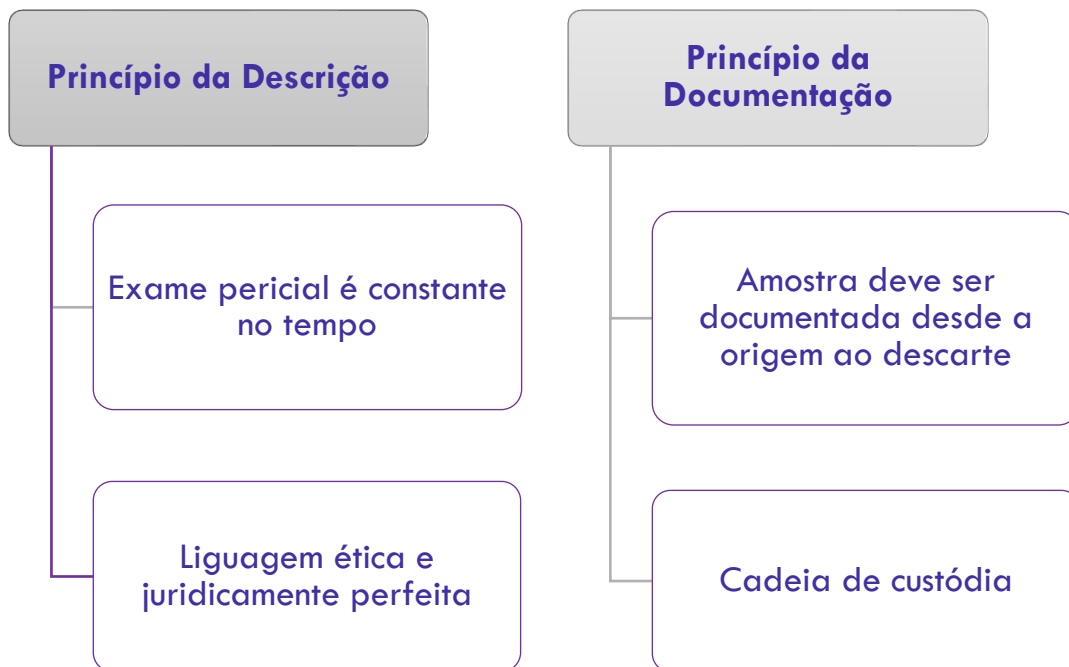 Princípio da Descrição
Exame pericial é constante
no tempo
Liguagem ética e
juridicamente perfeita
Princípio da
Documentação
Amostra deve ser
documentada desde a
origem ao descarte
Cadeia de custódia